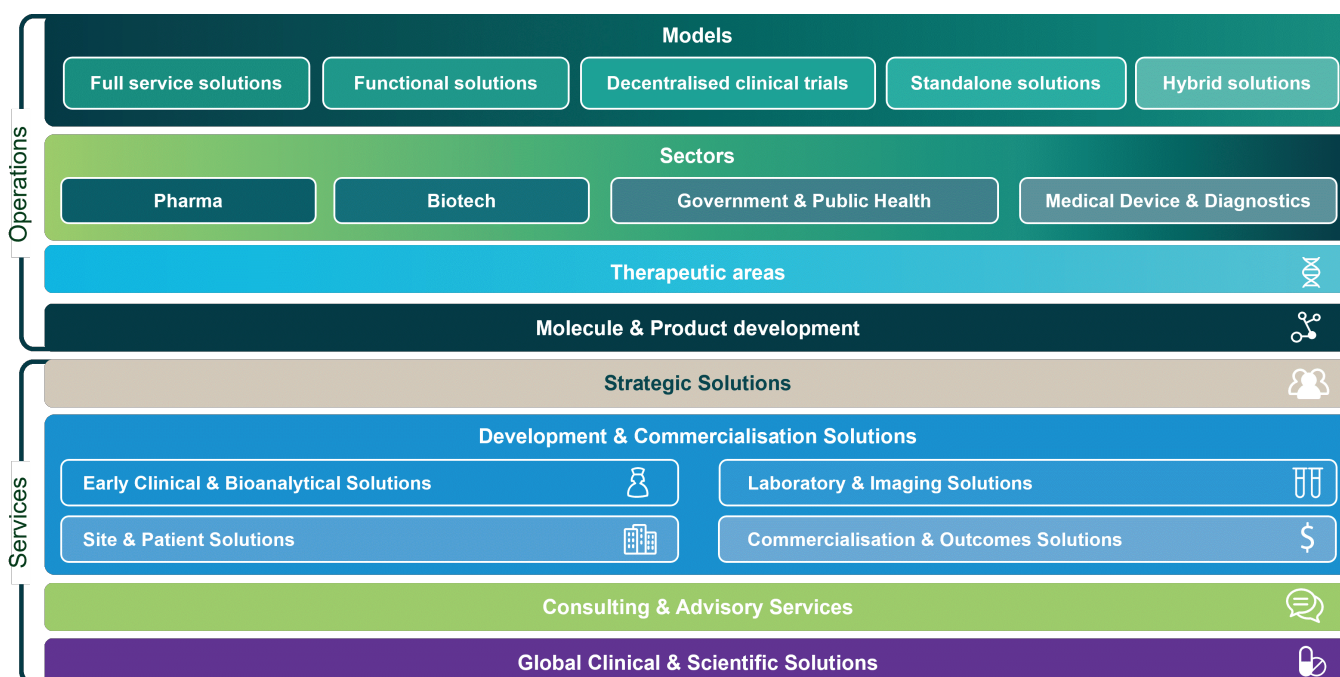 Operations
Models
Full service solutions
Functional solutions
Decentralised clinical trials
Standalone solutions
Hybrid solutions
Sectors
Pharma
Biotech
Government & Public Health
Medical Device & Diagnostics
Therapeutic areas
Molecule & Product development
Services
Strategic Solutions
Development & Commercialisation Solutions
Early Clinical & Bioanalytical Solutions
Laboratory & Imaging Solutions
Site & Patient Solutions
Commercialisation & Outcomes Solutions
$
Consulting & Advisory Services
Global Clinical & Scientific Solutions